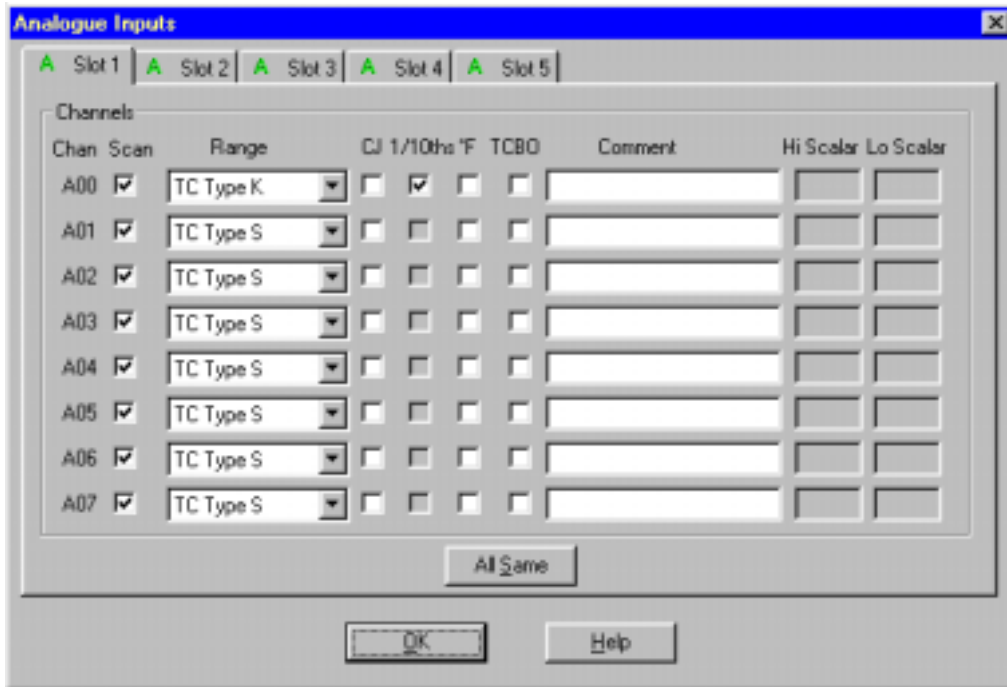 Analogue Inputs
A Slot 1 A Slot 2 A Slot 3 A Slot 4 A Slot 5
Channels
Chan Scan Range CJ 1/10ths °F TCBO Comment Hi Scalar Lo Scalar
A00 TC Type K
A01 TC Type S
A02 TC Type S
A03 TC Type S
A04 TC Type S
A05 TC Type S
A06 TC Type S
A07 TC Type S
All Same
OK Help